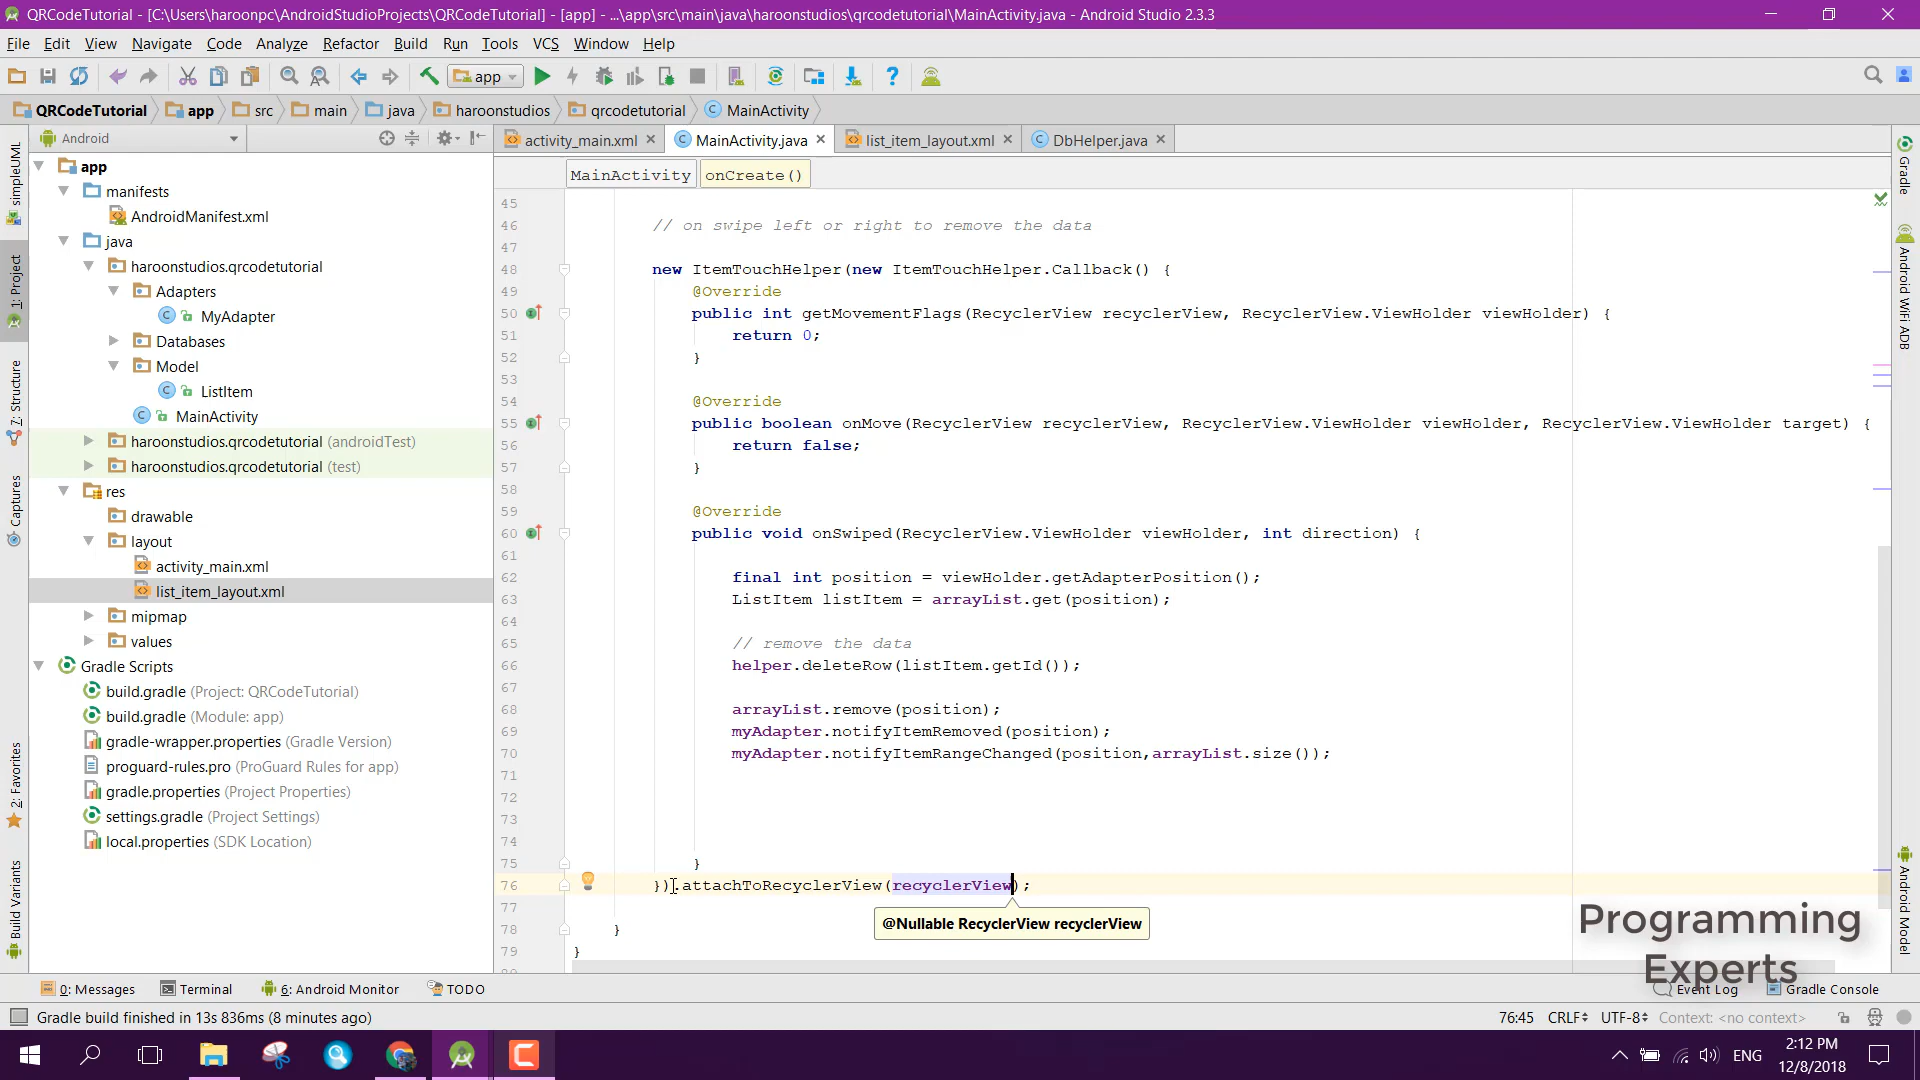 QRCodeTutorial - [C:\Users\haroonpc\AndroidStudioProjects\QRCodeTutorial] - [app] - ...\app\src\main\java\haroonstudios\qrcodetutorial\MainActivity.java - Android Studio 2.3.3
File Edit View Navigate Code Analyze Refactor Build Run Tools VCS Window Help
app
QRCodeTutorial app src main java haroonstudios qrcodetutorial MainActivity
Android
activity_main.xml MainActivity.java list_item_layout.xml DbHelper.java
MainActivity onCreate()
app
manifests
AndroidManifest.xml
java
haroonstudios.qrcodetutorial
Adapters
MyAdapter
Databases
Model
ListItem
MainActivity
haroonstudios.qrcodetutorial (androidTest)
haroonstudios.qrcodetutorial (test)
res
drawable
layout
activity_main.xml
list_item_layout.xml
mipmap
values
Gradle Scripts
build.gradle (Project: QRCodeTutorial)
build.gradle (Module: app)
gradle-wrapper.properties (Gradle Version)
proguard-rules.pro (ProGuard Rules for app)
gradle.properties (Project Properties)
settings.gradle (Project Settings)
local.properties (SDK Location)
simpleUML
1: Project
7: Structure
Captures
2: Favorites
Build Variants
45
46 // on swipe left or right to remove the data
47
48 new ItemTouchHelper(new ItemTouchHelper.Callback() {
49 @Override
50 public int getMovementFlags(RecyclerView recyclerView, RecyclerView.ViewHolder viewHolder) {
51 return 0;
52 }
53
54 @Override
55 public boolean onMove(RecyclerView recyclerView, RecyclerView.ViewHolder viewHolder, RecyclerView.ViewHolder target) {
56 return false;
57 }
58
59 @Override
60 public void onSwiped(RecyclerView.ViewHolder viewHolder, int direction) {
61
62 final int position = viewHolder.getAdapterPosition();
63 ListItem listItem = arrayList.get(position);
64
65 // remove the data
66 helper.deleteRow(listItem.getId());
67
68 arrayList.remove(position);
69 myAdapter.notifyItemRemoved(position);
70 myAdapter.notifyItemRangeChanged(position,arrayList.size());
71
72
73
74
75 }
76 }).attachToRecyclerView(recyclerView);
77
@Nullable RecyclerView recyclerView
78 }
79 }
Gradle
Android WiFi ADB
Android Model
Programming
Experts
0: Messages Terminal 6: Android Monitor TODO Event Log Gradle Console
Gradle build finished in 13s 836ms (8 minutes ago) 76:45 CRLF UTF-8 Context: <no context>
ENG
2:12 PM
12/8/2018